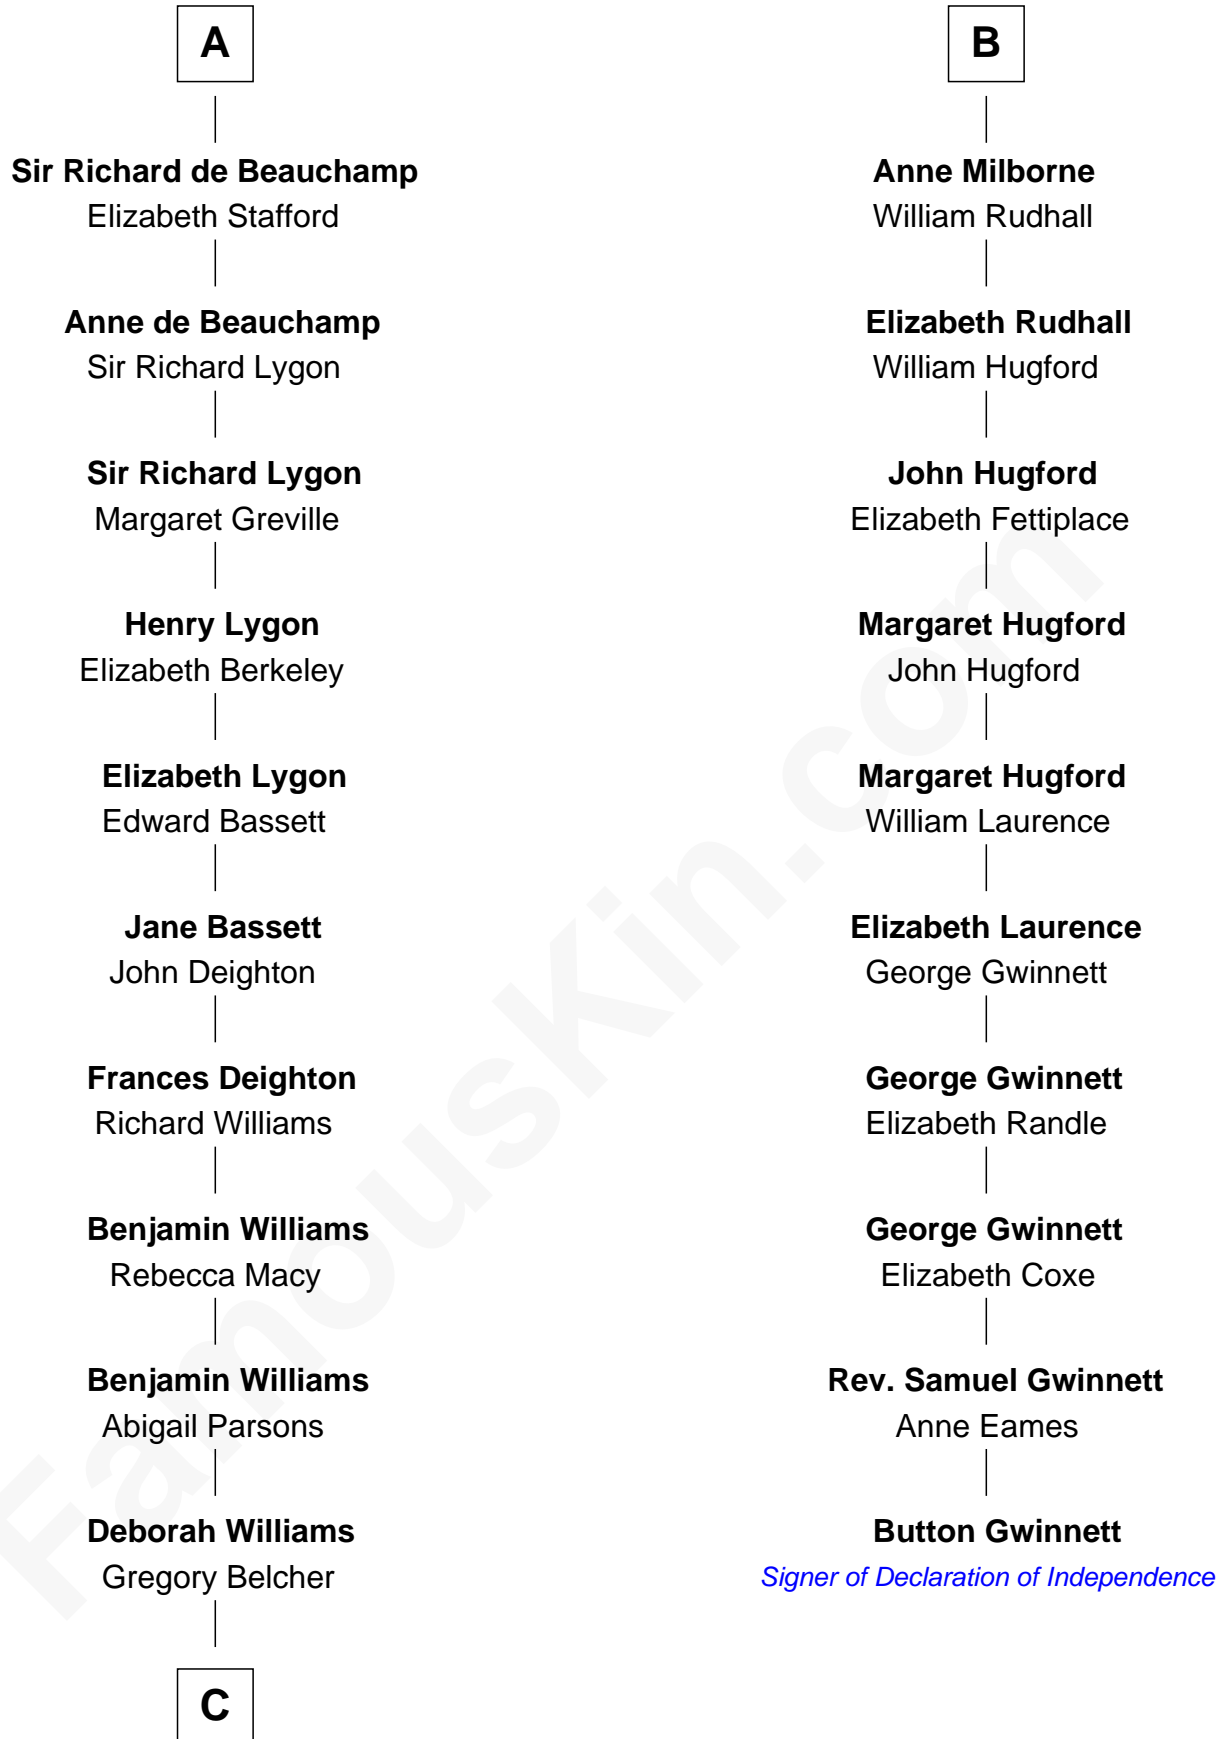 A
Sir Richard de Beauchamp
Elizabeth Stafford
Anne de Beauchamp
Sir Richard Lygon
Sir Richard Lygon
Margaret Greville
Henry Lygon
Elizabeth Berkeley
Elizabeth Lygon
Edward Bassett
Jane Bassett
John Deighton
Frances Deighton
Richard Williams
Benjamin Williams
Rebecca Macy
Benjamin Williams
Abigail Parsons
Deborah Williams
Gregory Belcher
C
B
Anne Milborne
William Rudhall
Elizabeth Rudhall
William Hugford
John Hugford
Elizabeth Fettiplace
Margaret Hugford
John Hugford
Margaret Hugford
William Laurence
Elizabeth Laurence
George Gwinnett
George Gwinnett
Elizabeth Randle
George Gwinnett
Elizabeth Coxe
Rev. Samuel Gwinnett
Anne Eames
Button Gwinnett
Signer of Declaration of Independence
FamousKin.com